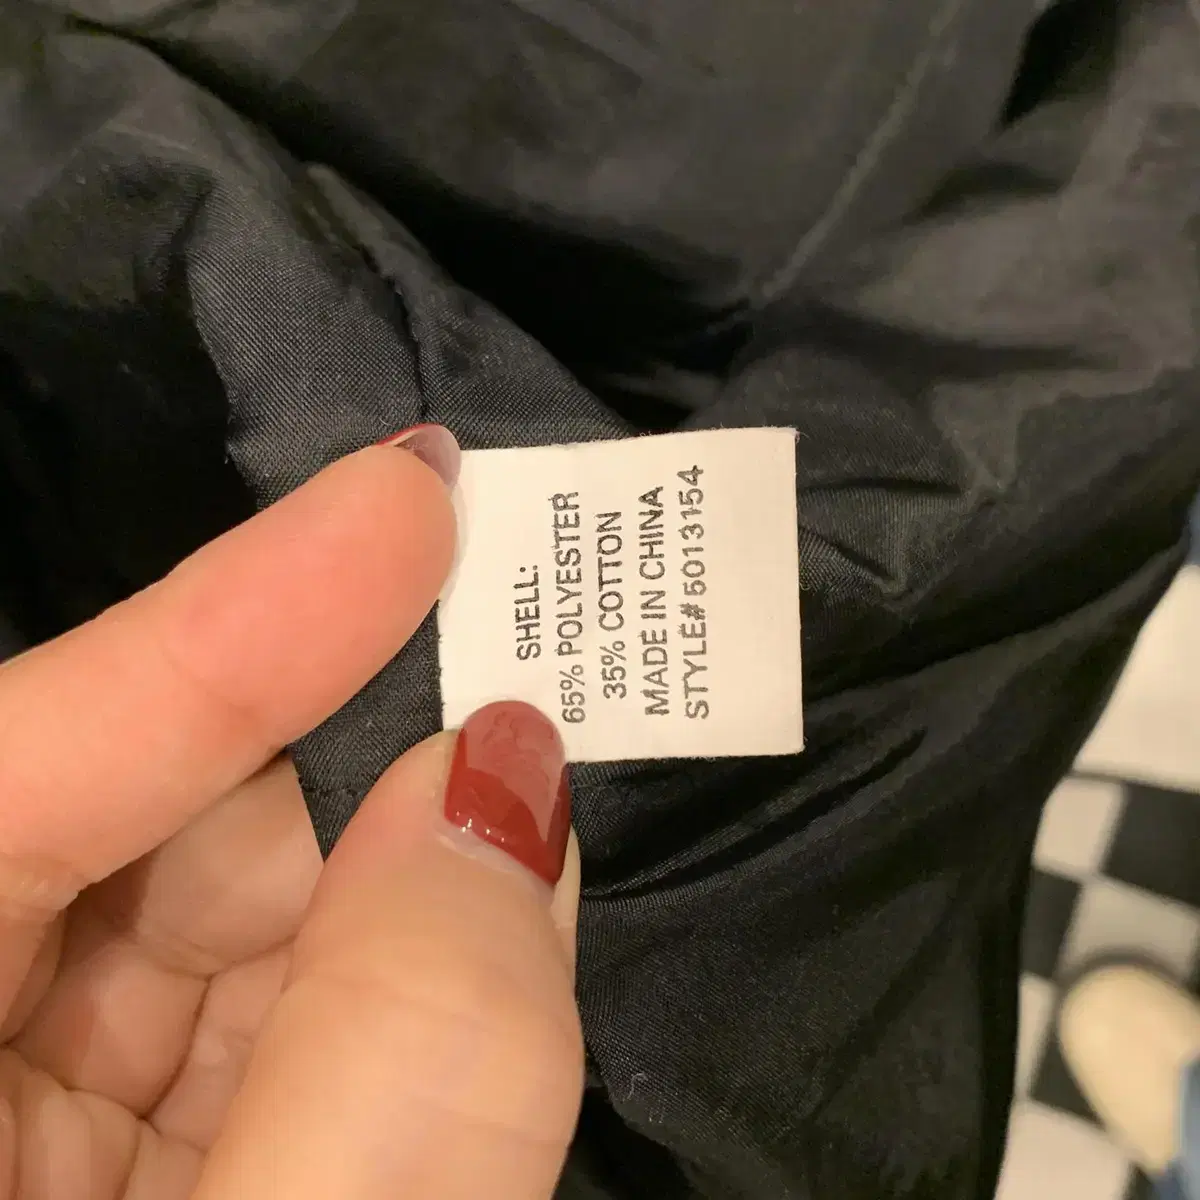 SHELL:
65% POLYESTER
35% COTTON
MADE IN CHINA
STYLE# 5013154